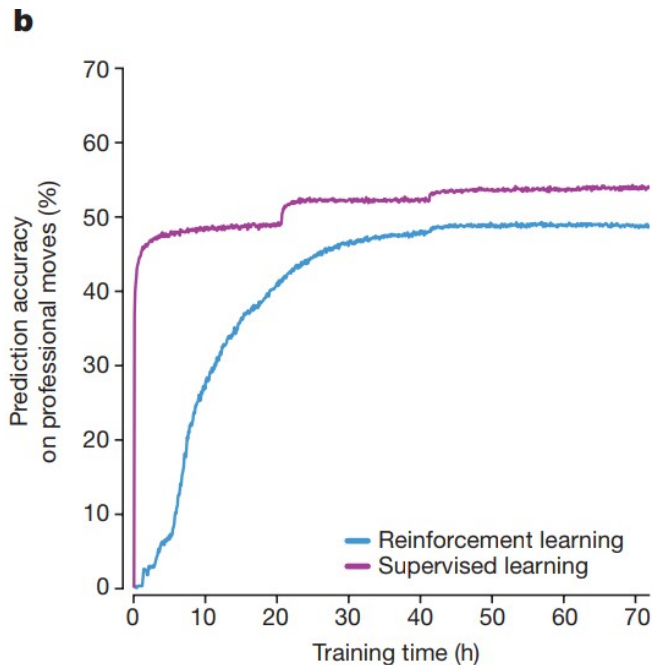 b
70
60
50
40
30
20
10
0
Prediction accuracy
on professional moves (%)
Reinforcement learning
Supervised learning
0 10 20 30 40 50 60 70
Training time (h)